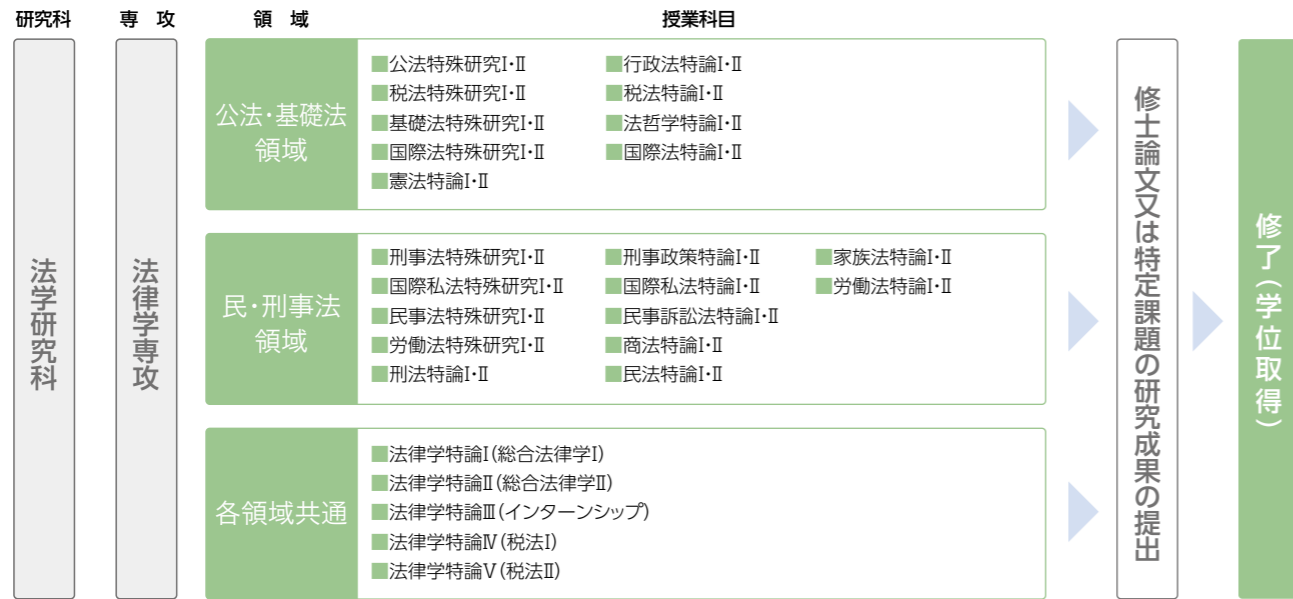 研究科
専 攻
領 域
授業科目
法学研究科
法律学専攻
公法・基礎法
領域
■公法特殊研究Ⅰ・Ⅱ
■税法特殊研究Ⅰ・Ⅱ
■基礎法特殊研究Ⅰ・Ⅱ
■国際法特殊研究Ⅰ・Ⅱ
■憲法特論Ⅰ・Ⅱ
■行政法特論Ⅰ・Ⅱ
■税法特論Ⅰ・Ⅱ
■法哲学特論Ⅰ・Ⅱ
■国際法特論Ⅰ・Ⅱ
民・刑事法
領域
■刑事法特殊研究Ⅰ・Ⅱ
■国際私法特殊研究Ⅰ・Ⅱ
■民事法特殊研究Ⅰ・Ⅱ
■労働法特殊研究Ⅰ・Ⅱ
■刑法特論Ⅰ・Ⅱ
■刑事政策特論Ⅰ・Ⅱ
■国際私法特論Ⅰ・Ⅱ
■民事訴訟法特論Ⅰ・Ⅱ
■商法特論Ⅰ・Ⅱ
■民法特論Ⅰ・Ⅱ
■家族法特論Ⅰ・Ⅱ
■労働法特論Ⅰ・Ⅱ
各領域共通
■法律学特論Ⅰ(総合法律学Ⅰ)
■法律学特論Ⅱ(総合法律学Ⅱ)
■法律学特論Ⅲ(インターンシップ)
■法律学特論Ⅳ(税法Ⅰ)
■法律学特論Ⅴ(税法Ⅱ)
修士論文又は特定課題の研究成果の提出
修了(学位取得)